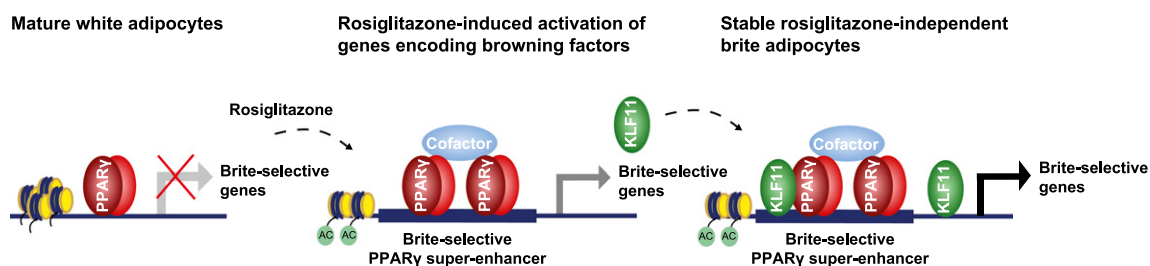 Mature white adipocytes
PPARγ
Brite-selective
genes
Rosiglitazone-induced activation of
genes encoding browning factors
Rosiglitazone
Cofactor
PPARγ
PPARγ
AC
AC
Brite-selective
PPARγ super-enhancer
KLF11
Brite-selective
genes
Stable rosiglitazone-independent
brite adipocytes
Cofactor
KLF11
PPARγ
PPARγ
KLF11
AC
AC
Brite-selective
PPARγ super-enhancer
Brite-selective
genes